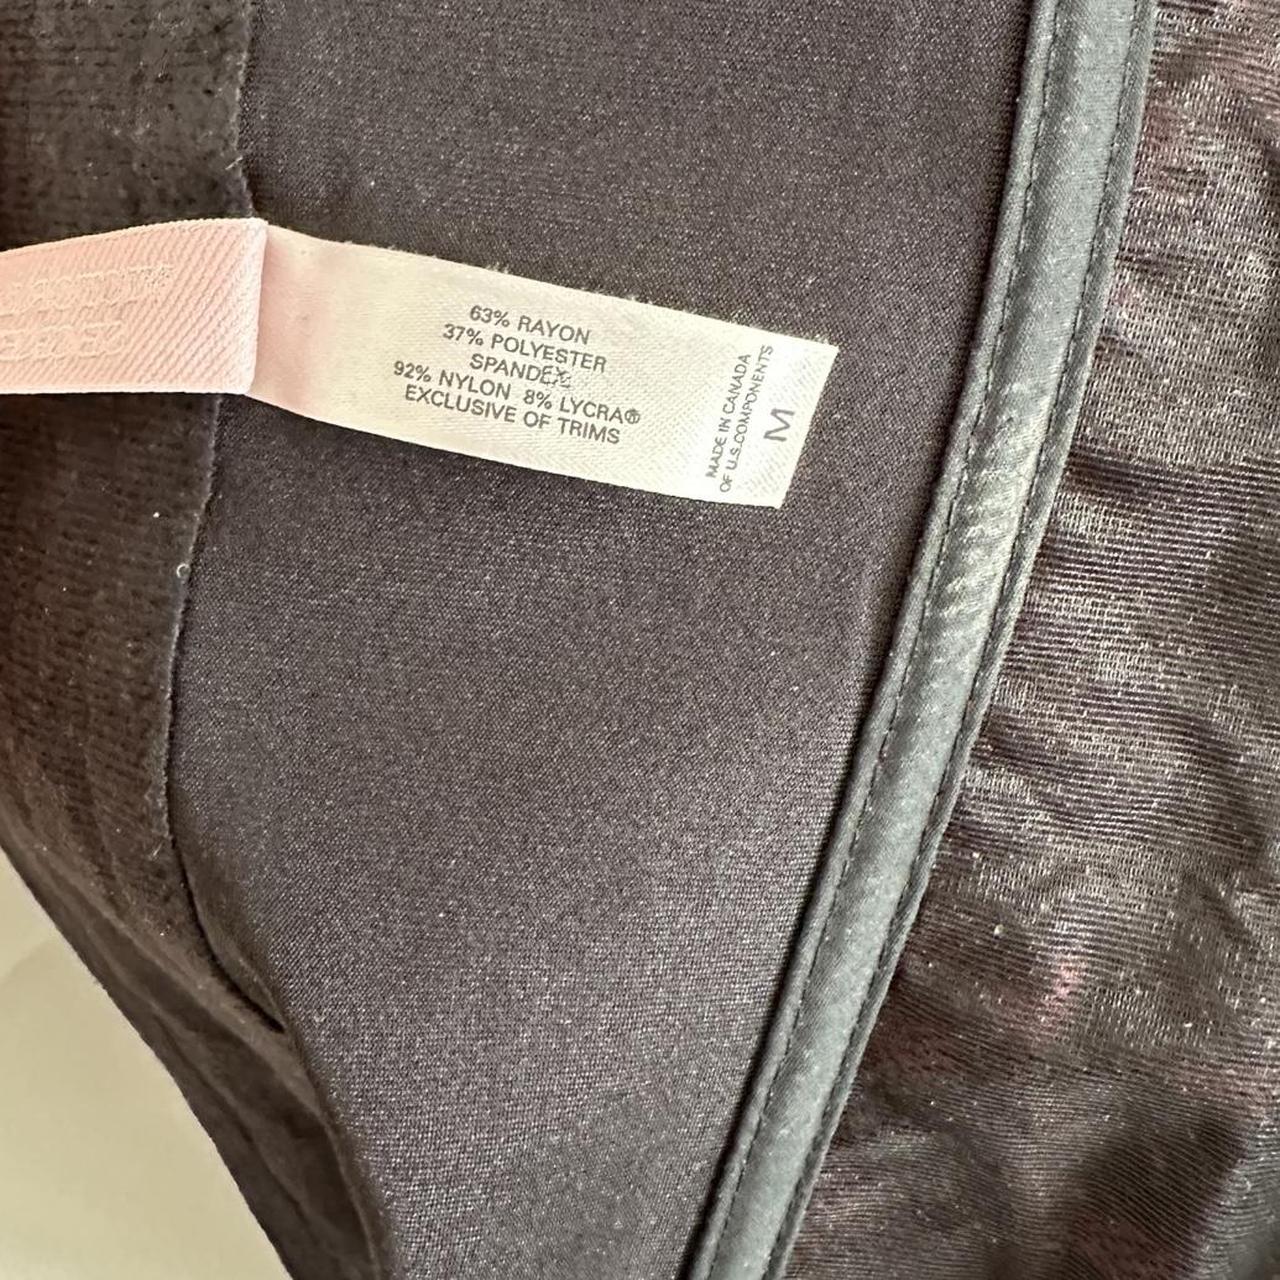 63% RAYON
37% POLYESTER
SPANDEX
92% NYLON 8% LYCRA®
EXCLUSIVE OF TRIMS
MADE IN CANADA
OF U.S.COMPONENTS
M